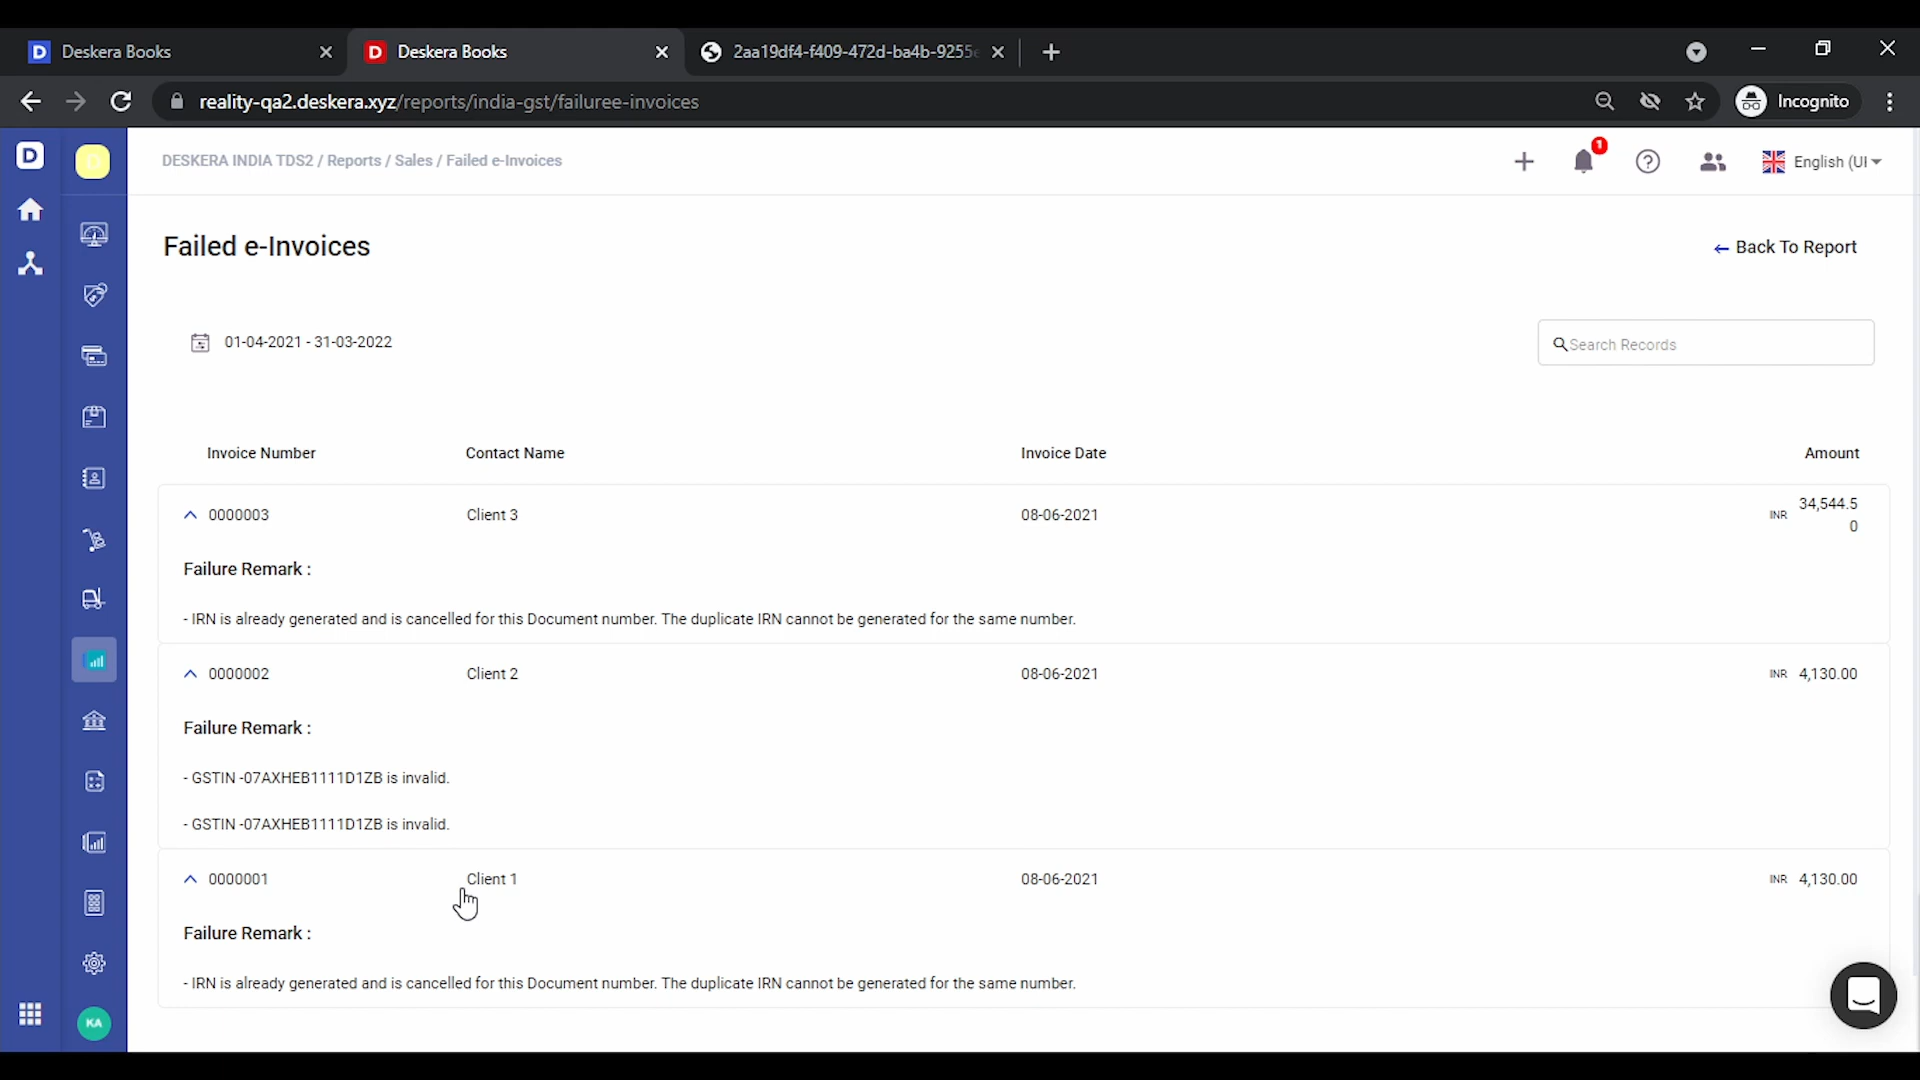 Deskera Books
Deskera Books
2aa19df4-f409-472d-ba4b-9255
reality-qa2.deskera.xyz/reports/india-gst/failuree-invoices
Incognito
D
DESKERA INDIA TDS2 / Reports / Sales / Failed e-Invoices
1
English (UI
Failed e-Invoices
← Back To Report
01-04-2021 - 31-03-2022
Search Records
Invoice Number Contact Name Invoice Date Amount
0000003 Client 3 08-06-2021 INR 34,544.5
0
Failure Remark :
- IRN is already generated and is cancelled for this Document number. The duplicate IRN cannot be generated for the same number.
0000002 Client 2 08-06-2021 INR 4,130.00
Failure Remark :
- GSTIN -07AXHEB1111D1ZB is invalid.
- GSTIN -07AXHEB1111D1ZB is invalid.
0000001 Client 1 08-06-2021 INR 4,130.00
Failure Remark :
- IRN is already generated and is cancelled for this Document number. The duplicate IRN cannot be generated for the same number.
KA